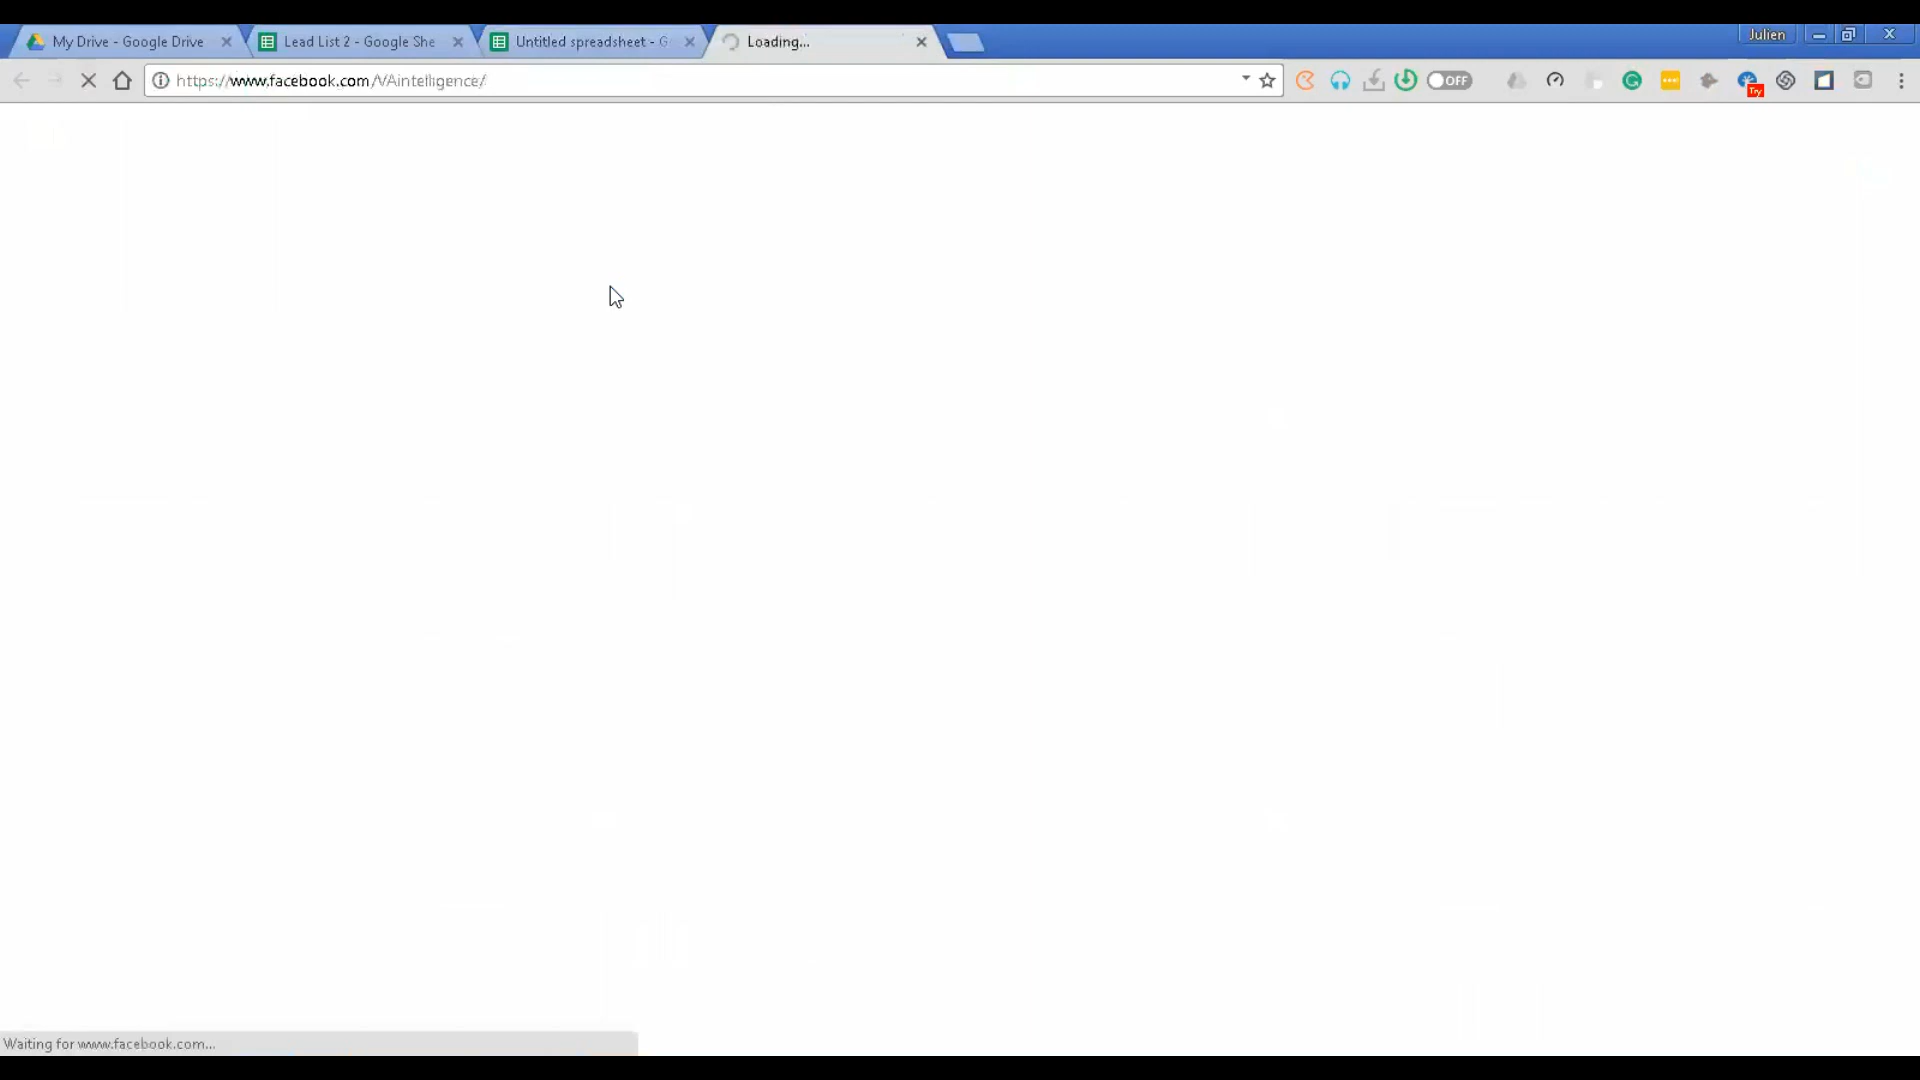 My Drive - Google Drive
Lead List 2 - Google She
Untitled spreadsheet - G
Loading...
Julien
https://www.facebook.com/VAintelligence/
OFF
Try
Waiting for www.facebook.com...